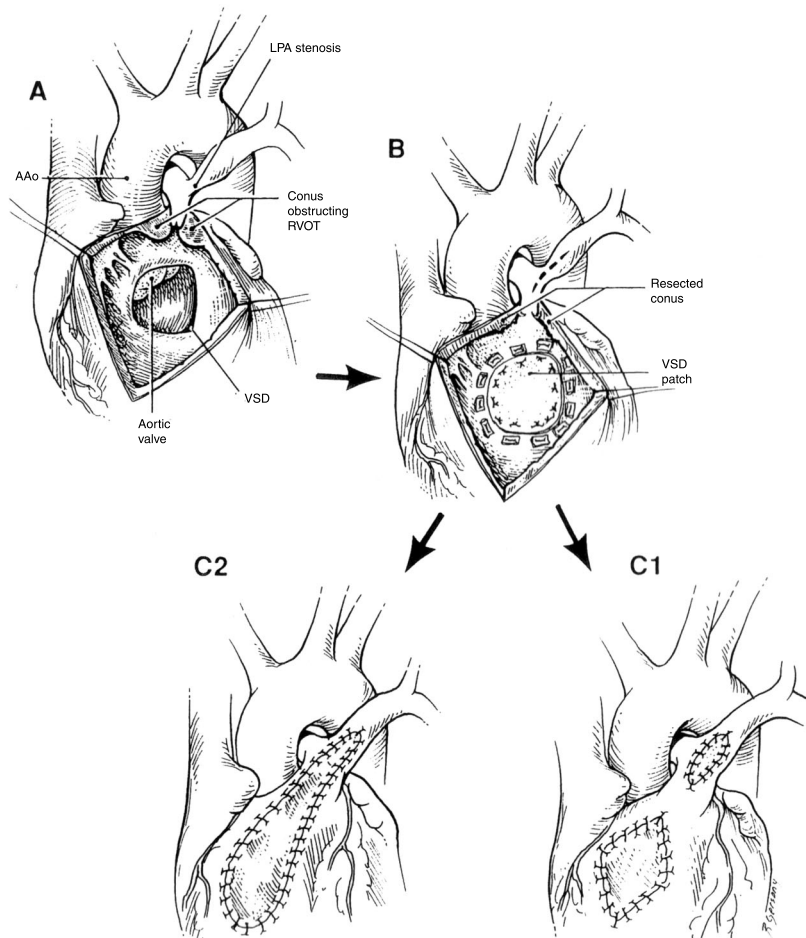 LPA stenosis
A
AAo
Conus
obstructing
RVOT
VSD
Aortic
valve
B
Resected
conus
VSD
patch
C2
C1